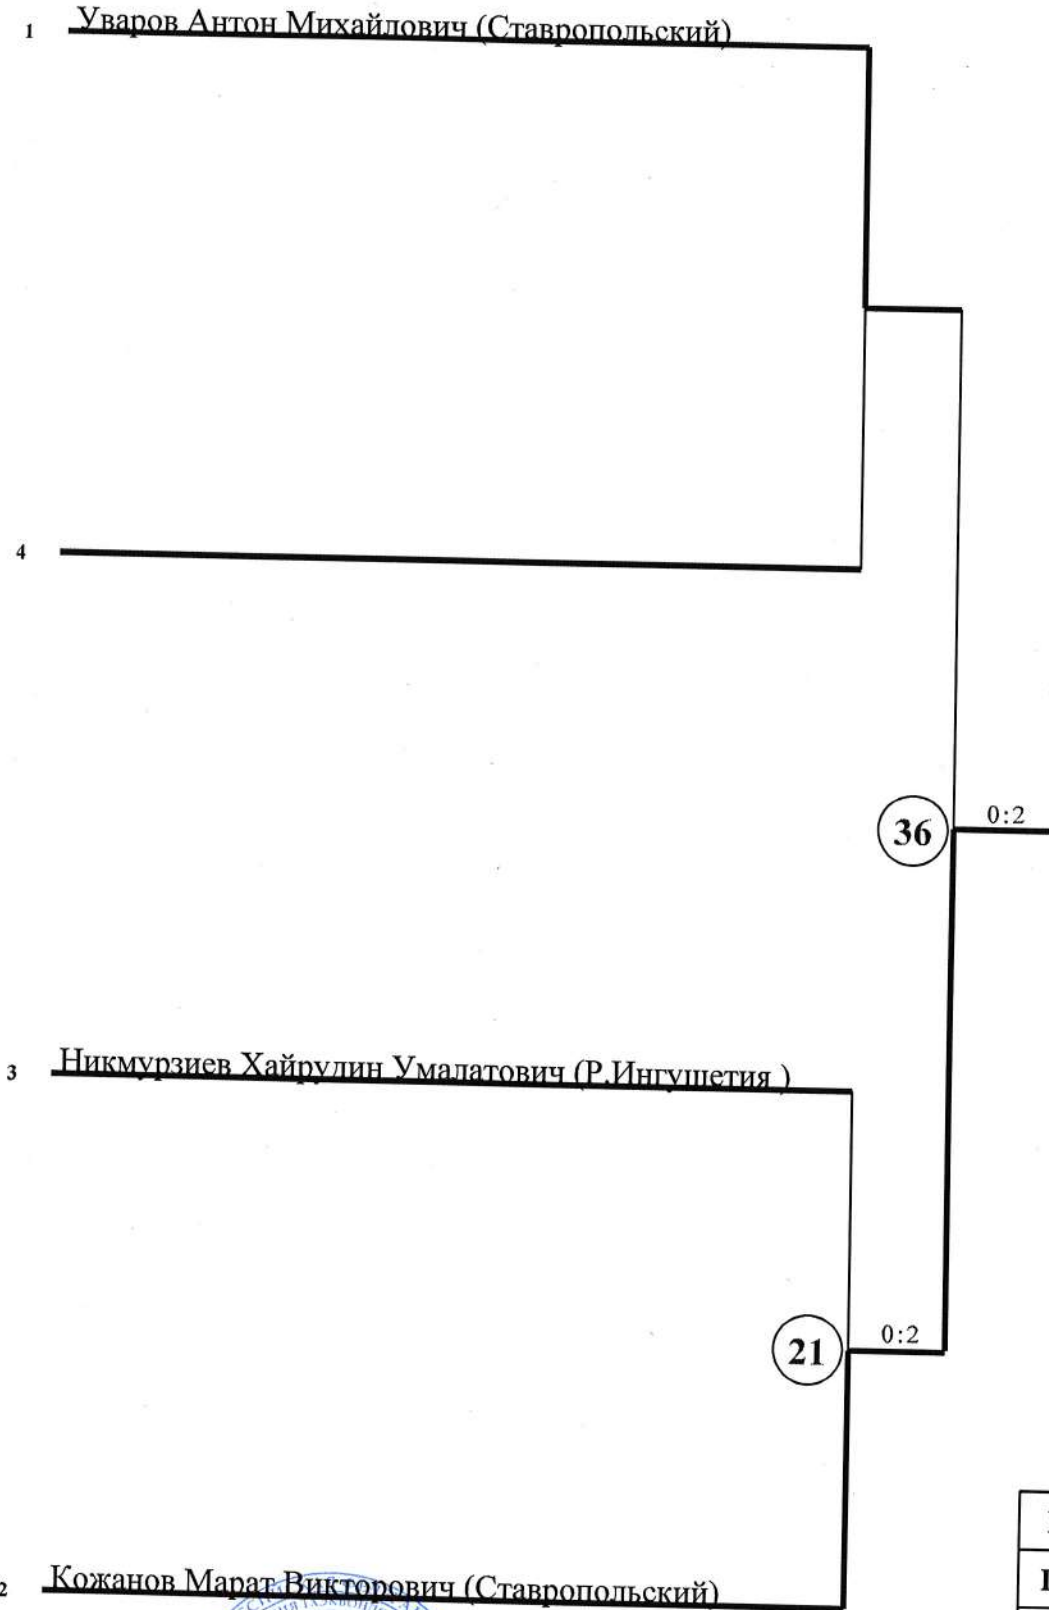 1 Уваров Антон Михайлович (Ставропольский)
4
36 0:2
3 Никмурзиев Хайрудин Умалатович (Р.Ингушетия )
21 0:2
2 Кожанов Марат Викторович (Ставропольский)